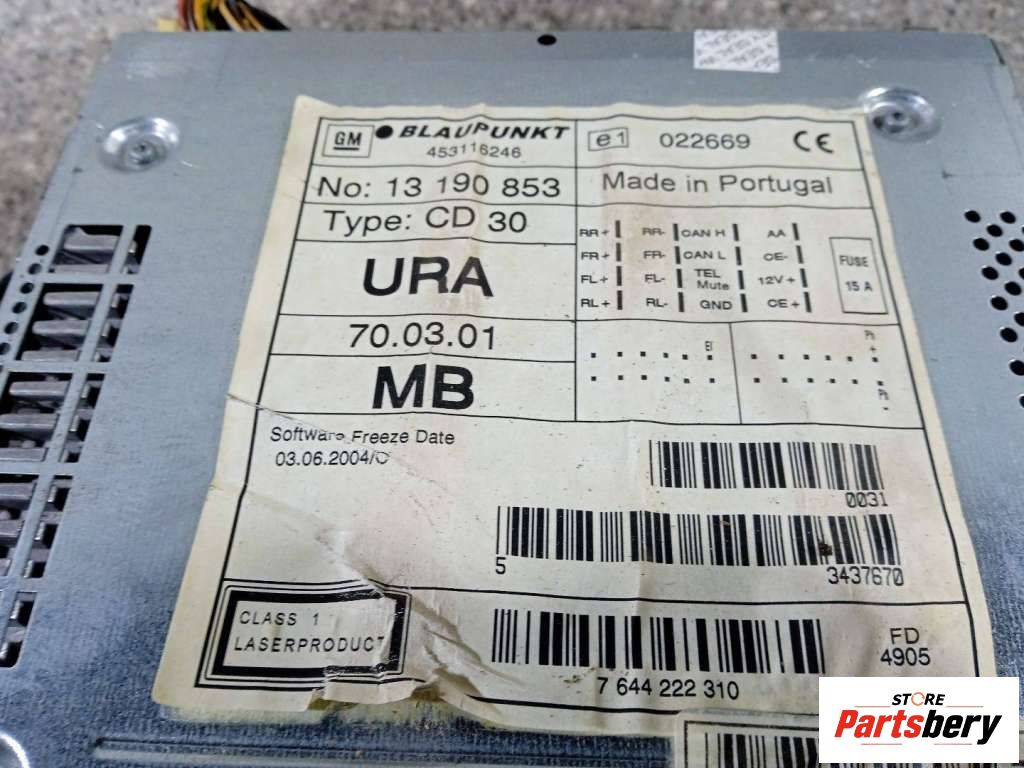 GM BLAUPUNKT
453116246
e1 022669 CE
No: 13 190 853
Made in Portugal
Type: CD 30
RR+ RR- CAN H AA
FR+ FR- CAN L CE-
FL+ FL- TEL Mute 12V+
RL+ RL- GND CE+
FUSE
15 A
URA
70.03.01
MB
Software Freeze Date
03.06.2004/
0031
5 3437670
CLASS 1
LASERPRODUCT
7 644 222 310
FD
4905
STORE
Partsbery